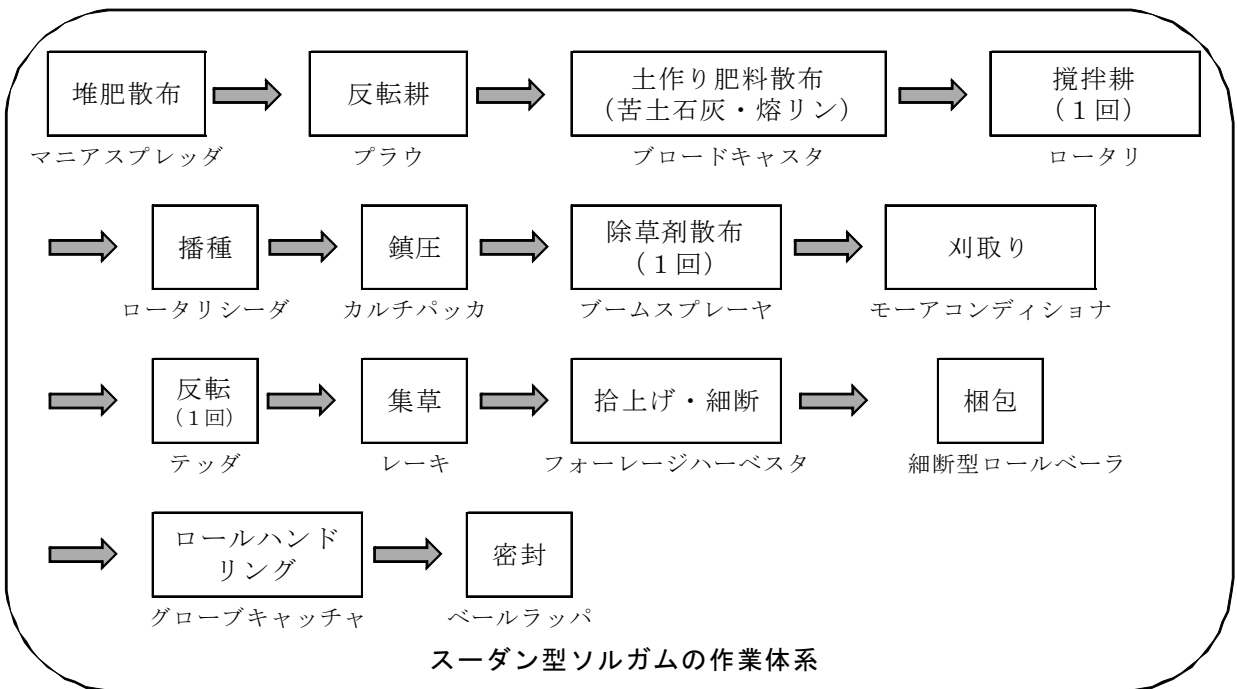 堆肥散布
反転耕
土作り肥料散布
(苦土石灰・熔リン)
撹拌耕
(1回)
マニアスプレッダ
プラウ
ブロードキャスタ
ロータリ
播種
鎮圧
除草剤散布
(1回)
刈取り
ロータリシーダ
カルチパッカ
ブームスプレーヤ
モーアコンディショナ
反転
(1回)
集草
拾上げ・細断
梱包
テッダ
レーキ
フォーレージハーベスタ
細断型ロールベーラ
ロールハンド
リング
密封
グローブキャッチャ
ベールラッパ
スーダン型ソルガムの作業体系